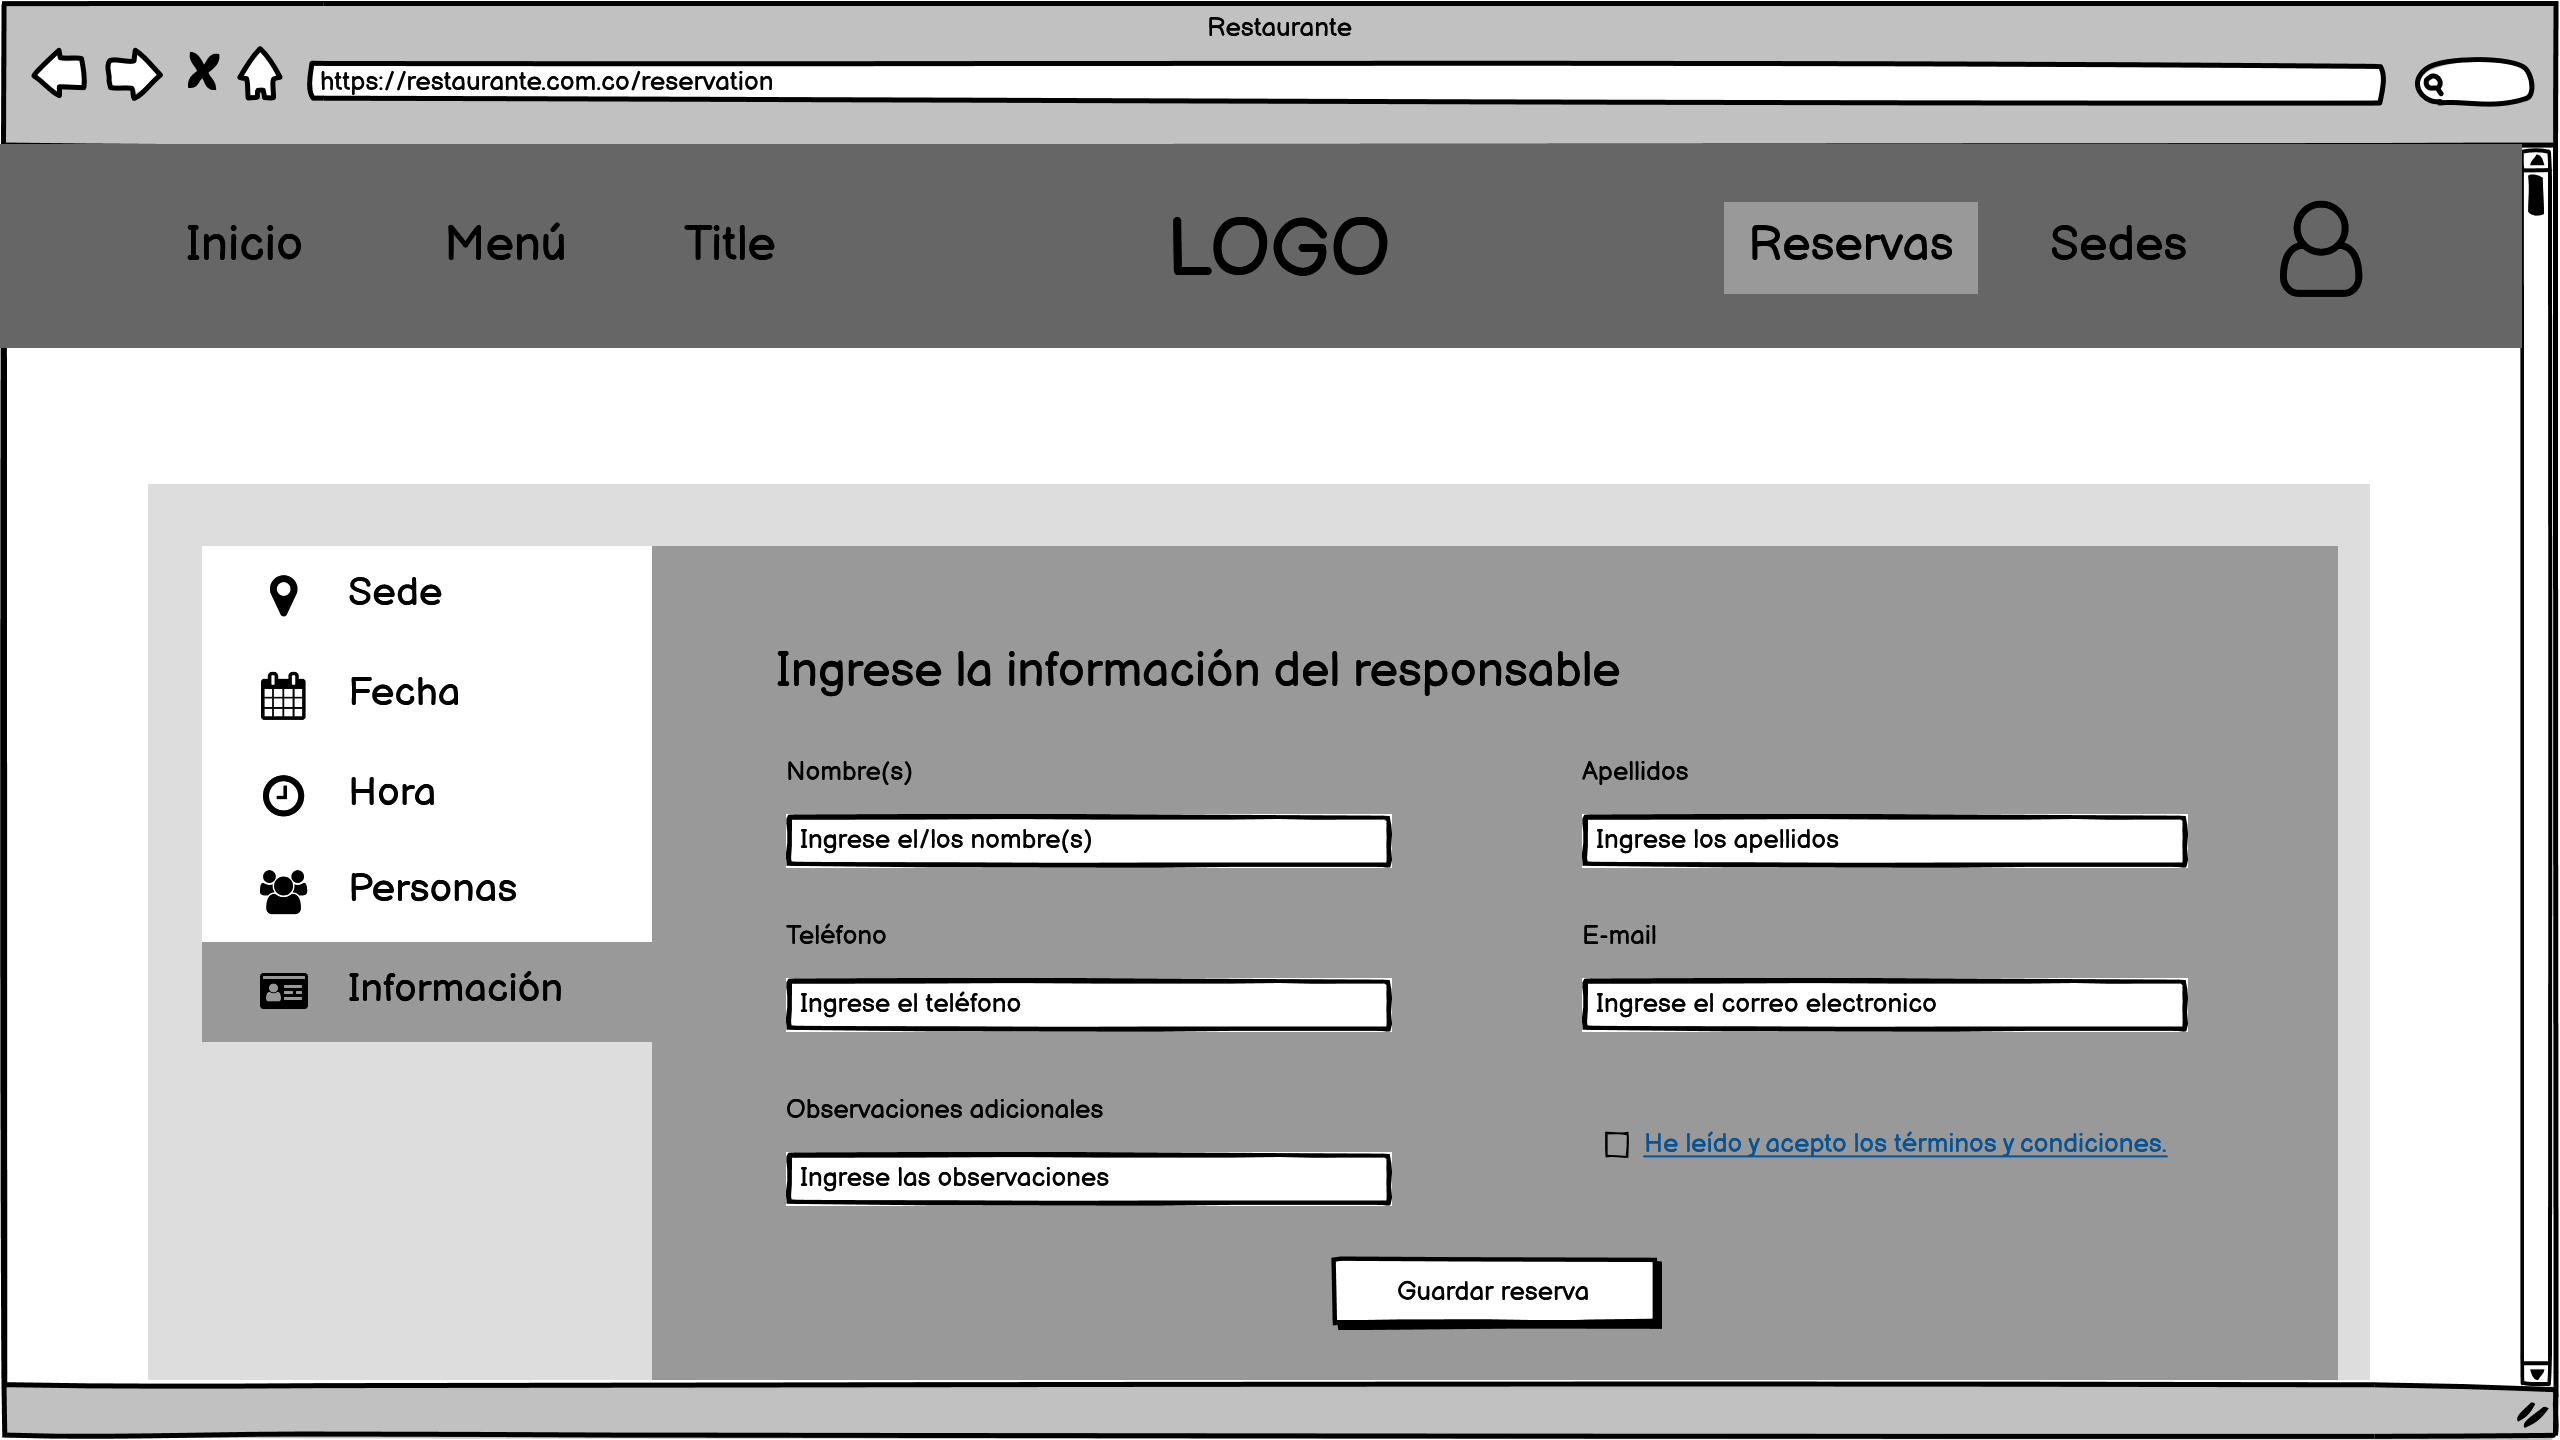 Restaurante
https://restaurante.com.co/reservation
Inicio Menú Title LOGO Reservas Sedes
Sede
Fecha
Hora
Personas
Información
Ingrese la información del responsable
Nombre(s) Apellidos
Ingrese el/los nombre(s) Ingrese los apellidos
Teléfono E-mail
Ingrese el teléfono Ingrese el correo electronico
Observaciones adicionales
He leído y acepto los términos y condiciones.
Ingrese las observaciones
Guardar reserva